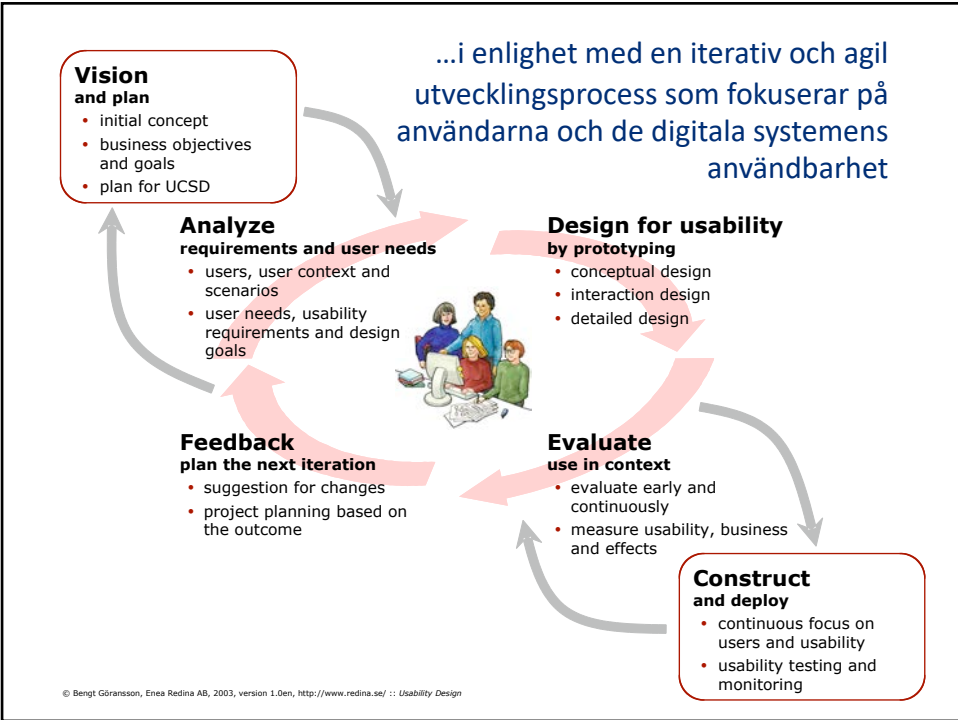 …i enlighet med en iterativ och agil
utvecklingsprocess som fokuserar på
användarna och de digitala systemens
användbarhet
Vision
and plan
• initial concept
• business objectives
and goals
• plan for UCSD
Analyze
requirements and user needs
• users, user context and
scenarios
• user needs, usability
requirements and design
goals
Design for usability
by prototyping
• conceptual design
• interaction design
• detailed design
Feedback
plan the next iteration
• suggestion for changes
• project planning based on
the outcome
Evaluate
use in context
• evaluate early and
continuously
• measure usability, business
and effects
Construct
and deploy
• continuous focus on
users and usability
• usability testing and
monitoring
© Bengt Göransson, Enea Redina AB, 2003, version 1.0en, http://www.redina.se/ :: Usability Design